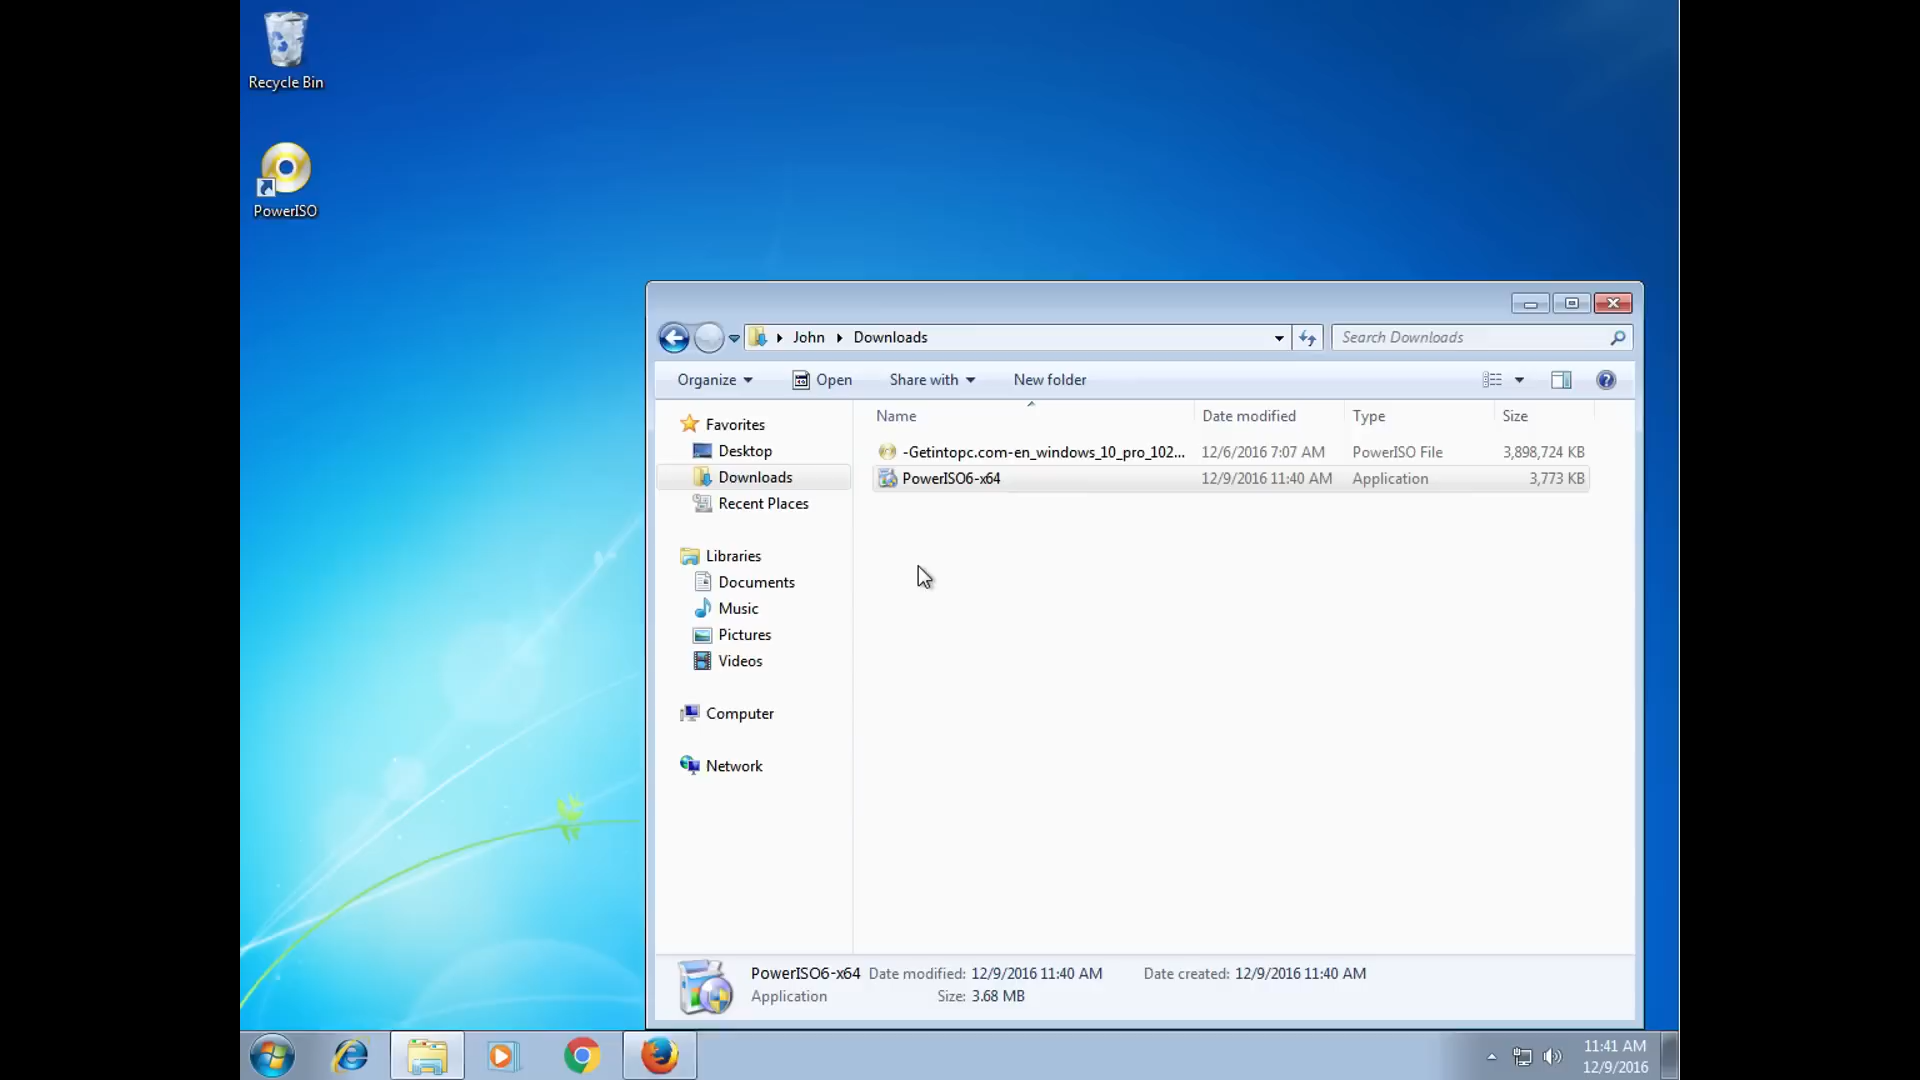 Recycle Bin
PowerISO
John Downloads
Search Downloads
Organize Open Share with New folder
Name Date modified Type Size
-Getintopc.com-en_windows_10_pro_102... 12/6/2016 7:07 AM PowerISO File 3,898,724 KB
PowerISO6-x64 12/9/2016 11:40 AM Application 3,773 KB
Favorites
Desktop
Downloads
Recent Places
Libraries
Documents
Music
Pictures
Videos
Computer
Network
PowerISO6-x64 Date modified: 12/9/2016 11:40 AM Date created: 12/9/2016 11:40 AM
Application Size: 3.68 MB
11:41 AM
12/9/2016